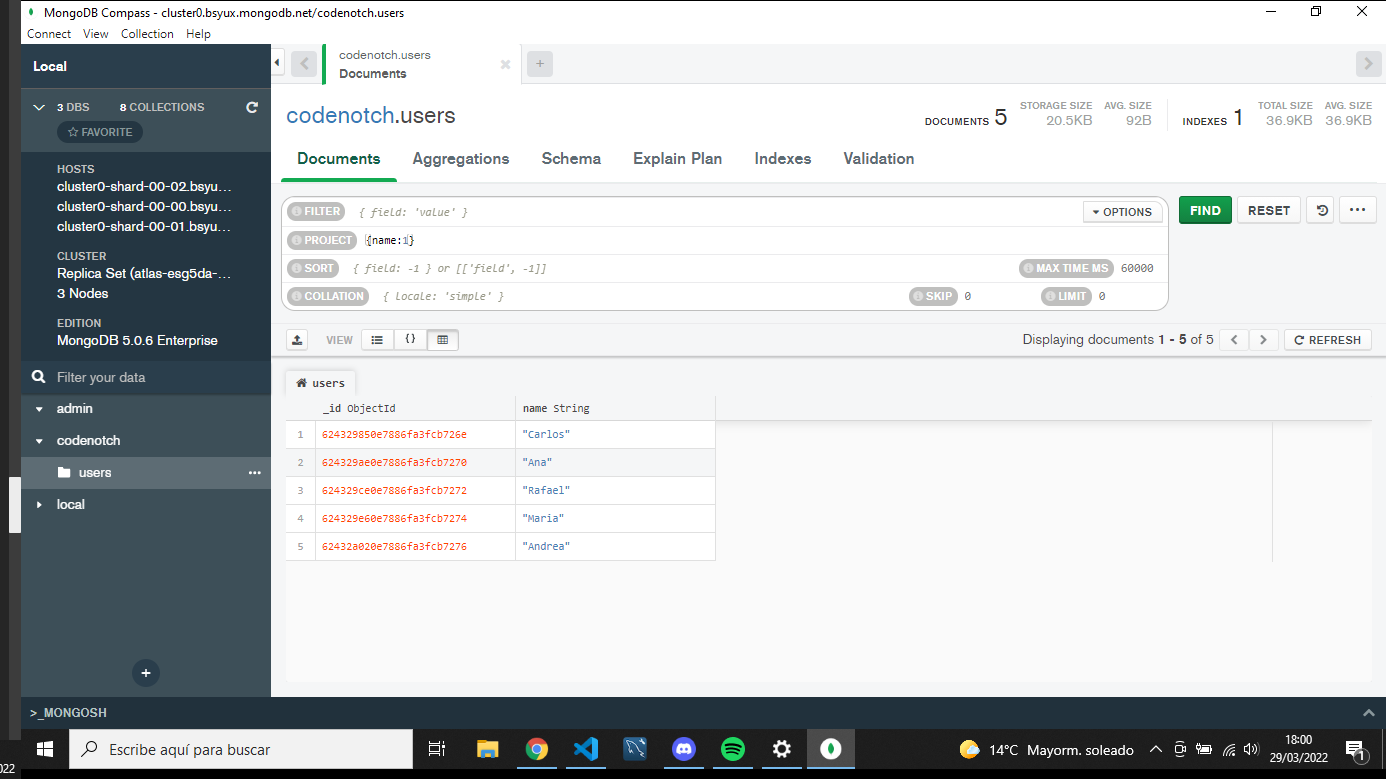 MongoDB Compass - cluster0.bsyux.mongodb.net/codenotch.users
Connect View Collection Help
Local
codenotch.users
Documents
3 DBS 8 COLLECTIONS
FAVORITE
HOSTS
cluster0-shard-00-02.bsyu...
cluster0-shard-00-00.bsyu...
cluster0-shard-00-01.bsyu...
CLUSTER
Replica Set (atlas-esg5da-...
3 Nodes
EDITION
MongoDB 5.0.6 Enterprise
Filter your data
admin
codenotch
users
local
codenotch.users
DOCUMENTS 5 STORAGE SIZE 20.5KB AVG. SIZE 92B INDEXES 1 TOTAL SIZE 36.9KB AVG. SIZE 36.9KB
Documents Aggregations Schema Explain Plan Indexes Validation
FILTER { field: 'value' } OPTIONS FIND RESET
PROJECT {name:1}
SORT { field: -1 } or [['field', -1]] MAX TIME MS 60000
COLLATION { locale: 'simple' } SKIP 0 LIMIT 0
VIEW {} Displaying documents 1 - 5 of 5 REFRESH
users
_id ObjectId name String
1 624329850e7886fa3fcb726e "Carlos"
2 624329ae0e7886fa3fcb7270 "Ana"
3 624329ce0e7886fa3fcb7272 "Rafael"
4 624329e60e7886fa3fcb7274 "Maria"
5 62432a020e7886fa3fcb7276 "Andrea"
>_MONGOSH
Escribe aquí para buscar
14°C Mayorm. soleado
18:00
29/03/2022
1
022